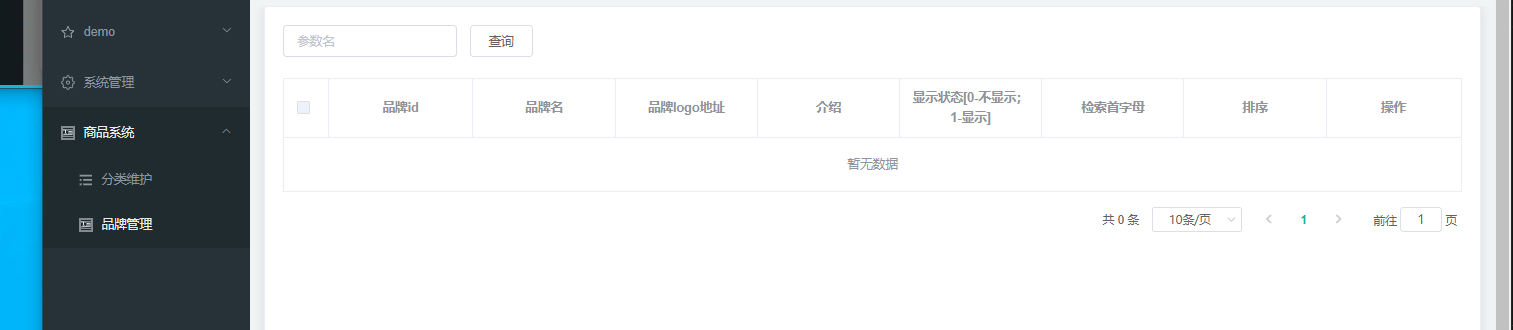 demo
系统管理
商品系统
分类维护
品牌管理
参数名
查询
品牌id
品牌名
品牌logo地址
介绍
显示状态[0-不显示；
1-显示]
检索首字母
排序
操作
暂无数据
共 0 条
10条/页
1
前往 1 页